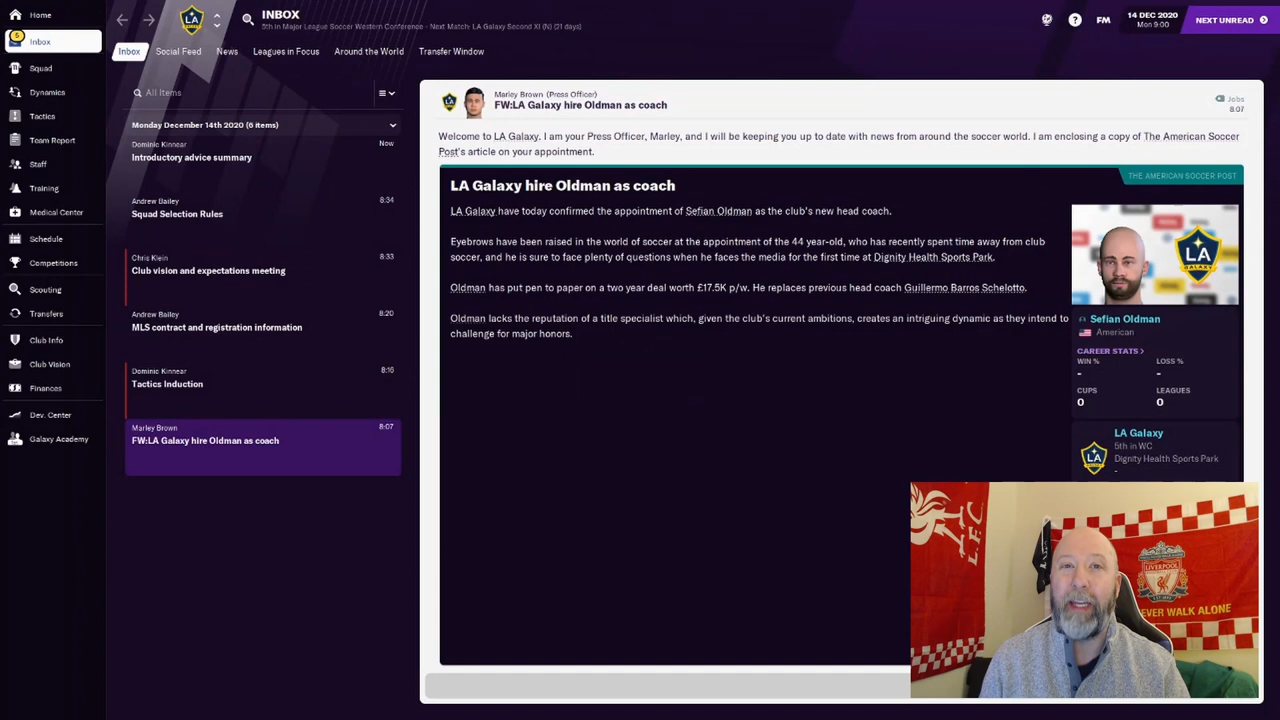 Home
INBOX
5th in Major League Soccer Western Conference - Next Match: LA Galaxy Second XI (N) (21 days)
FM
14 DEC 2020
Mon 9:00
NEXT UNREAD
5
Inbox
Squad
Dynamics
Tactics
Team Report
Staff
Training
Medical Center
Schedule
Competitions
Scouting
Transfers
Club Info
Club Vision
Finances
Dev. Center
Galaxy Academy
Inbox
Social Feed
News
Leagues in Focus
Around the World
Transfer Window
All Items
Monday December 14th 2020 (6 items)
Dominic Kinnear
Now
Introductory advice summary
Andrew Bailey
8:34
Squad Selection Rules
Chris Klein
8:33
Club vision and expectations meeting
Andrew Bailey
8:20
MLS contract and registration information
Dominic Kinnear
8:16
Tactics Induction
Marley Brown
8:07
FW:LA Galaxy hire Oldman as coach
Marley Brown (Press Officer)
FW:LA Galaxy hire Oldman as coach
Jobs
8:07
Welcome to LA Galaxy. I am your Press Officer, Marley, and I will be keeping you up to date with news from around the soccer world. I am enclosing a copy of The American Soccer
Post's article on your appointment.
LA Galaxy hire Oldman as coach
THE AMERICAN SOCCER POST
LA Galaxy have today confirmed the appointment of Sefian Oldman as the club's new head coach.
Eyebrows have been raised in the world of soccer at the appointment of the 44 year-old, who has recently spent time away from club
soccer, and he is sure to face plenty of questions when he faces the media for the first time at Dignity Health Sports Park.
Oldman has put pen to paper on a two year deal worth £17.5K p/w. He replaces previous head coach Guillermo Barros Schelotto.
Oldman lacks the reputation of a title specialist which, given the club's current ambitions, creates an intriguing dynamic as they intend to
challenge for major honors.
LA
GALAXY
Sefian Oldman
American
CAREER STATS >
WIN %
LOSS %
-
-
CUPS
LEAGUES
0
0
LA Galaxy
5th in WC
Dignity Health Sports Park
-
L.F.C
LIVERPOOL
EVER WALK ALONE